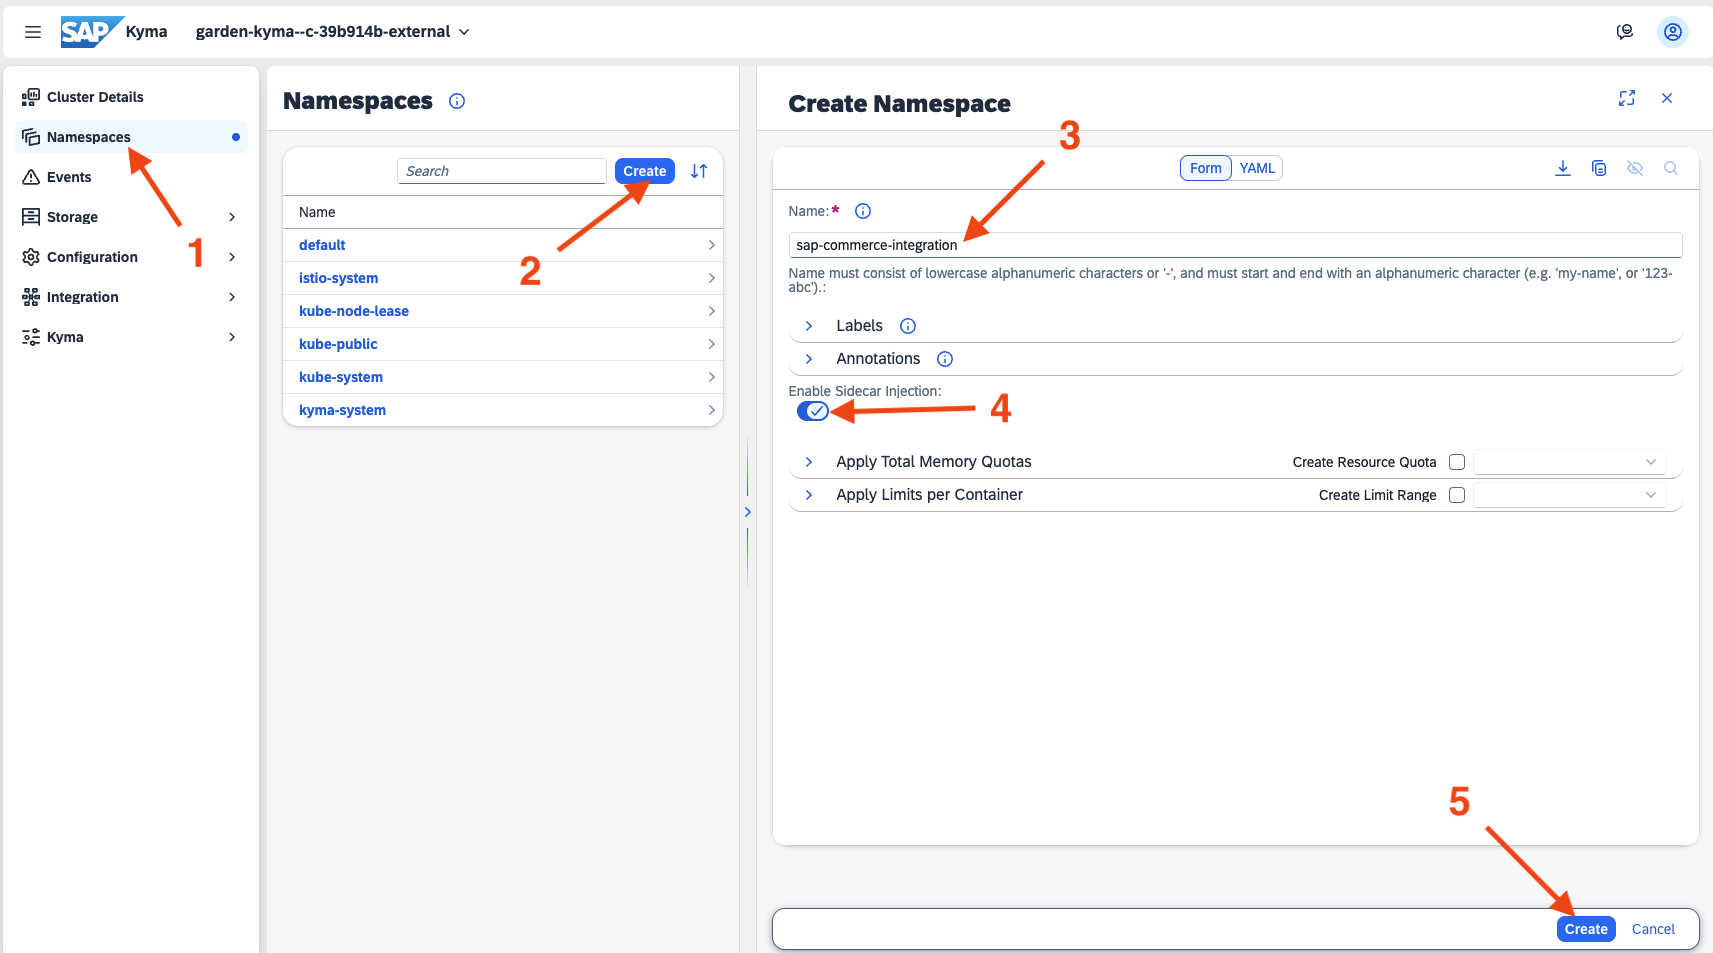 SAP Kyma garden-kyma--c-39b914b-external
Cluster Details
Namespaces
Events
Storage
Configuration
Integration
Kyma
1
Namespaces
Search Create
Name
default
istio-system
kube-node-lease
kube-public
kube-system
kyma-system
2
Create Namespace
3
Form YAML
Name:*
sap-commerce-integration
Name must consist of lowercase alphanumeric characters or '-', and must start and end with an alphanumeric character (e.g. 'my-name', or '123-
abc').:
Labels
Annotations
Enable Sidecar Injection:
4
Apply Total Memory Quotas Create Resource Quota
Apply Limits per Container Create Limit Range
5
Create Cancel